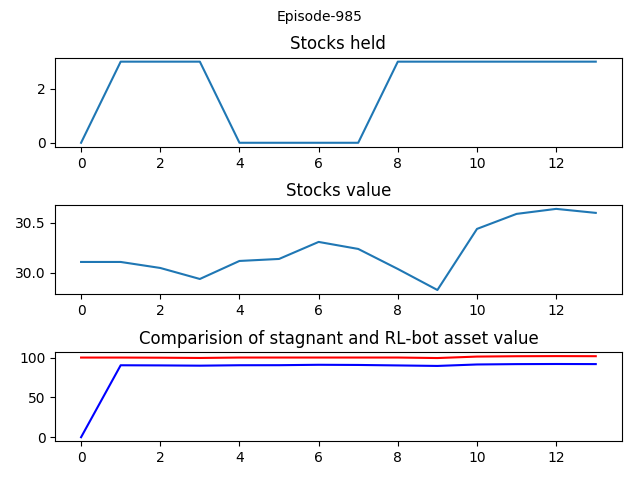 Episode-985
Stocks held
2
0
0 2 4 6 8 10 12
Stocks value
30.5
30.0
0 2 4 6 8 10 12
Comparision of stagnant and RL-bot asset value
100
50
0
0 2 4 6 8 10 12